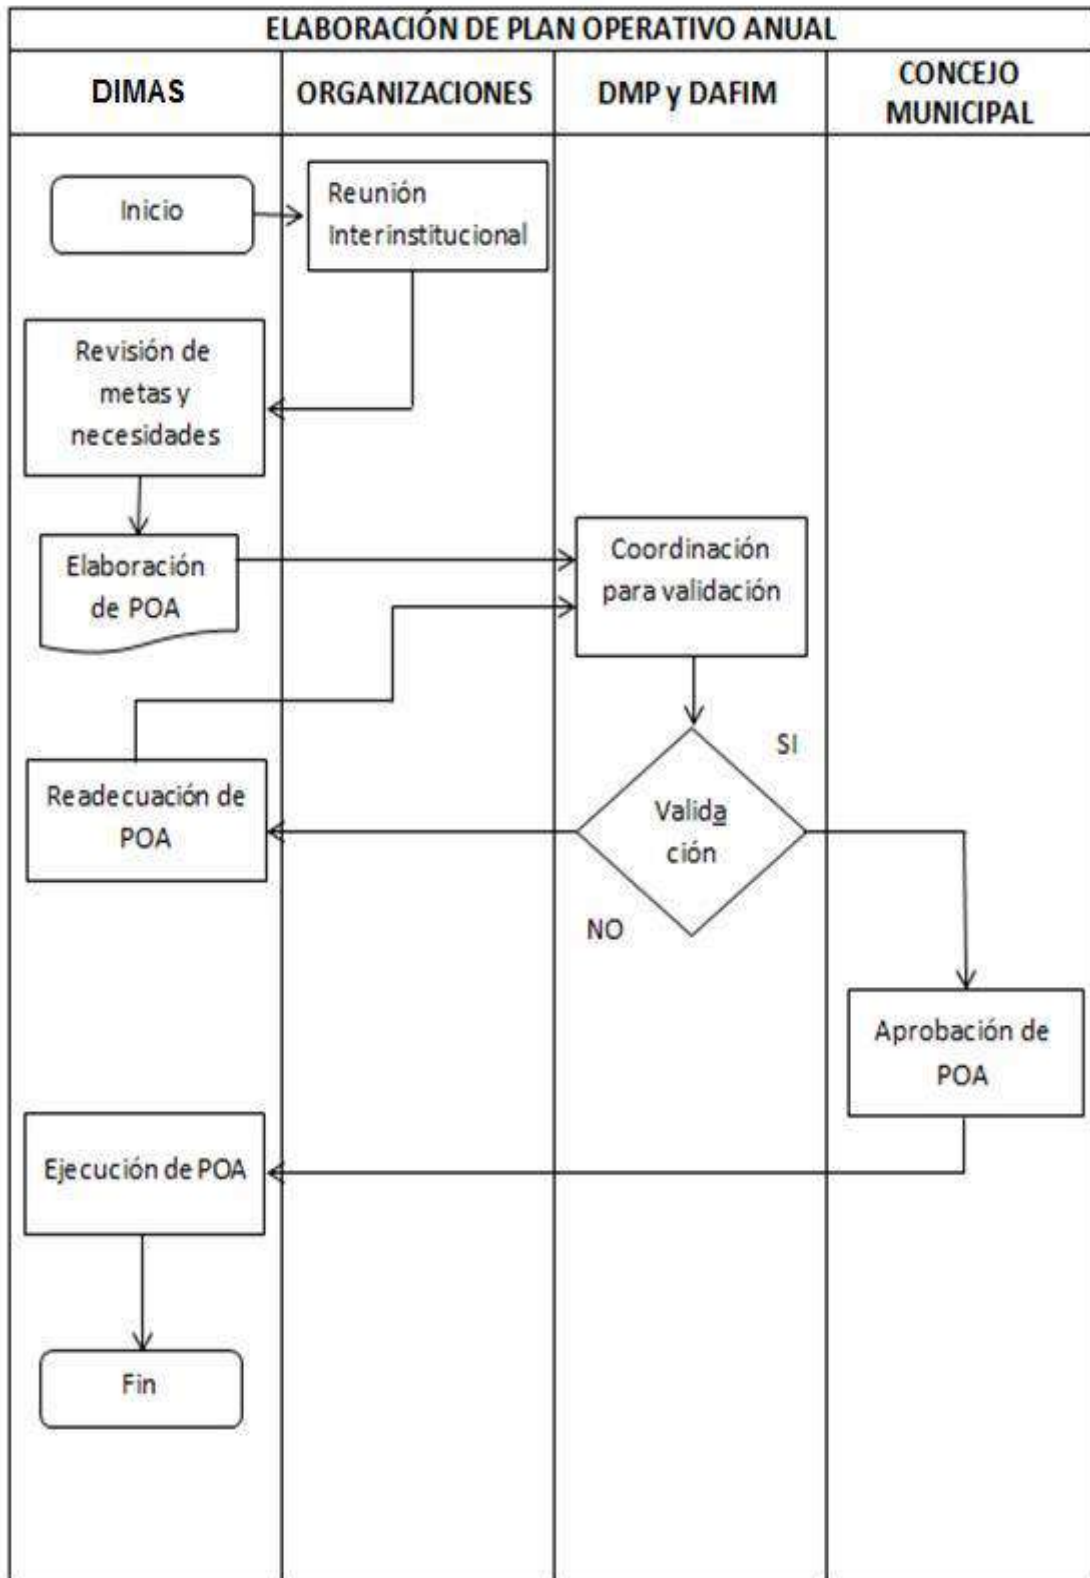 ELABORACIÓN DE PLAN OPERATIVO ANUAL
DIMAS
ORGANIZACIONES
DMP y DAFIM
CONCEJO
MUNICIPAL
Inicio
Reunión
Interinstitucional
Revisión de
metas y
necesidades
Elaboración
de POA
Coordinación
para validación
SI
Valida
ción
NO
Readecuación de
POA
Aprobación de
POA
Ejecución de POA
Fin